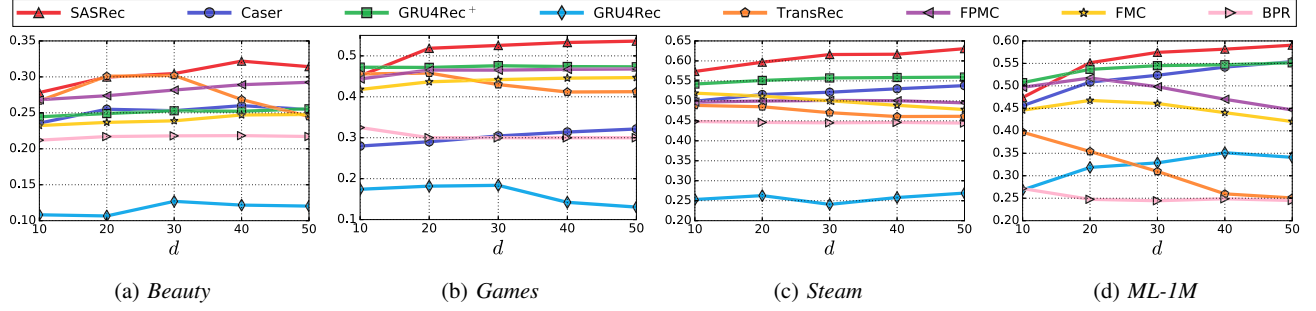 SASRec Caser GRU4Rec+ GRU4Rec TransRec FPMC FMC BPR
0.35 0.30 0.25 0.20 0.15 0.10
10 20 30 40 50
d
(a) Beauty
0.5 0.4 0.3 0.2 0.1
10 20 30 40 50
d
(b) Games
0.65 0.60 0.55 0.50 0.45 0.40 0.35 0.30 0.25 0.20
10 20 30 40 50
d
(c) Steam
0.60 0.55 0.50 0.45 0.40 0.35 0.30 0.25 0.20
10 20 30 40 50
d
(d) ML-1M